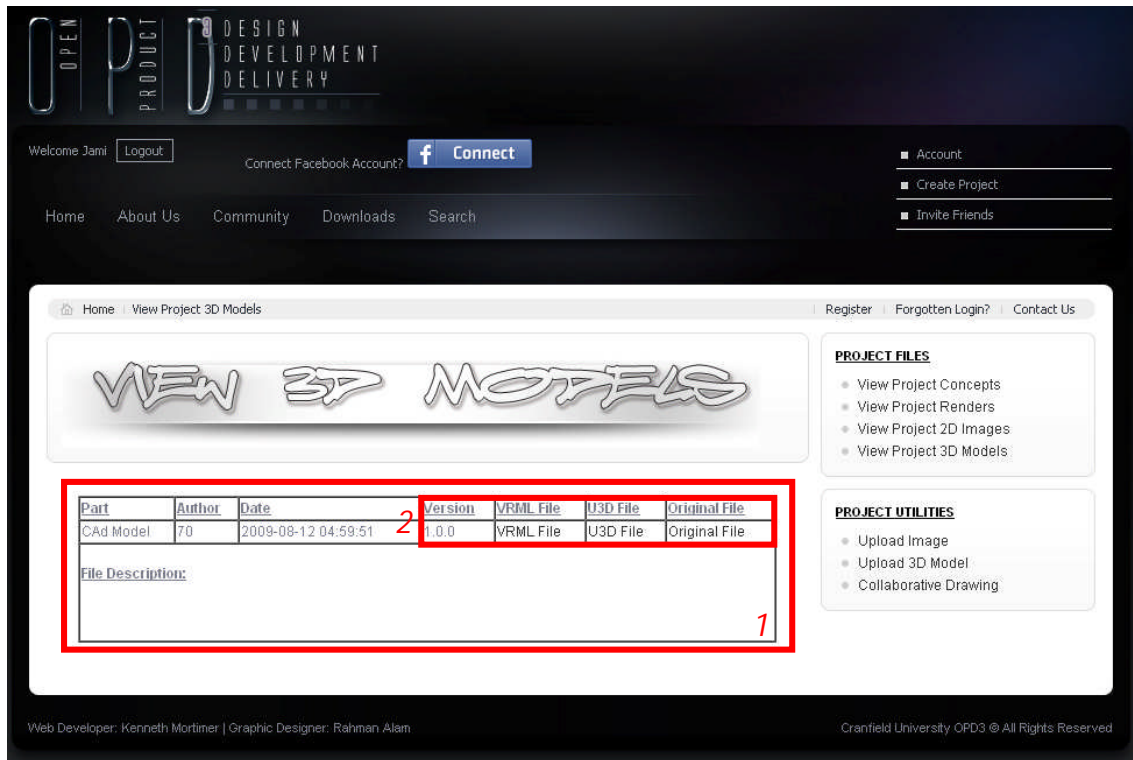 OPEN PRODUCT D3 DESIGN
DEVELOPMENT
DELIVERY
Welcome Jami Logout
Connect Facebook Account? f Connect
Account
Create Project
Invite Friends
Home About Us Community Downloads Search
Home View Project 3D Models
Register Forgotten Login? Contact Us
VIEW 3D MODELS
PROJECT FILES
View Project Concepts
View Project Renders
View Project 2D Images
View Project 3D Models
Part Author Date Version VRML File U3D File Original File
CAd Model 70 2009-08-12 04:59:51 2 1.0.0 VRML File U3D File Original File
File Description:
1
PROJECT UTILITIES
Upload Image
Upload 3D Model
Collaborative Drawing
Web Developer: Kenneth Mortimer | Graphic Designer: Rahman Alam
Cranfield University OPD3 © All Rights Reserved